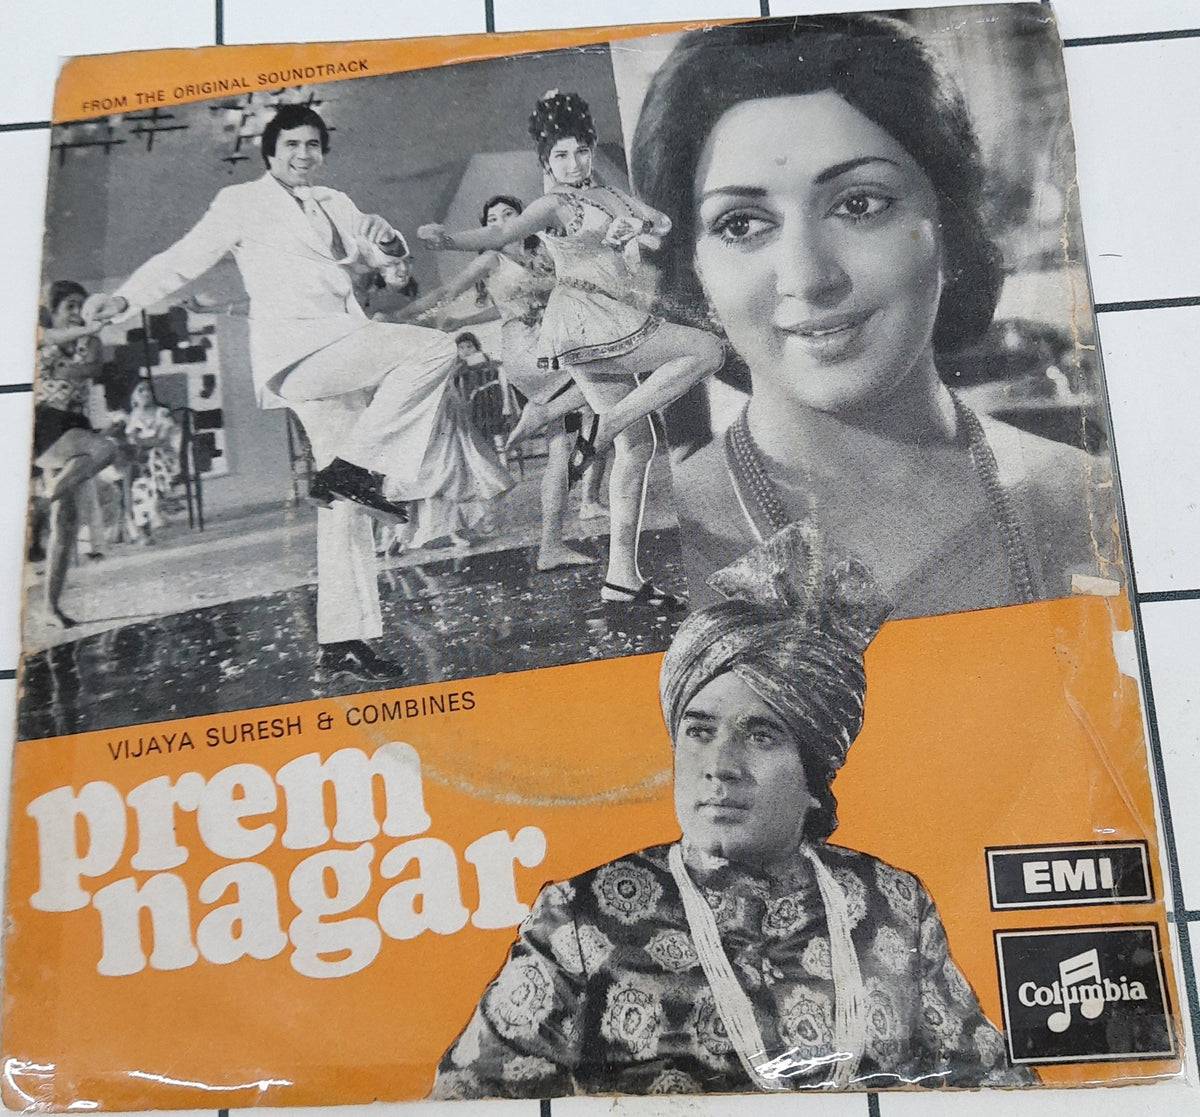 FROM THE ORIGINAL SOUNDTRACK
VIJAYA SURESH & COMBINES
prem
nagar
EMI
Columbia